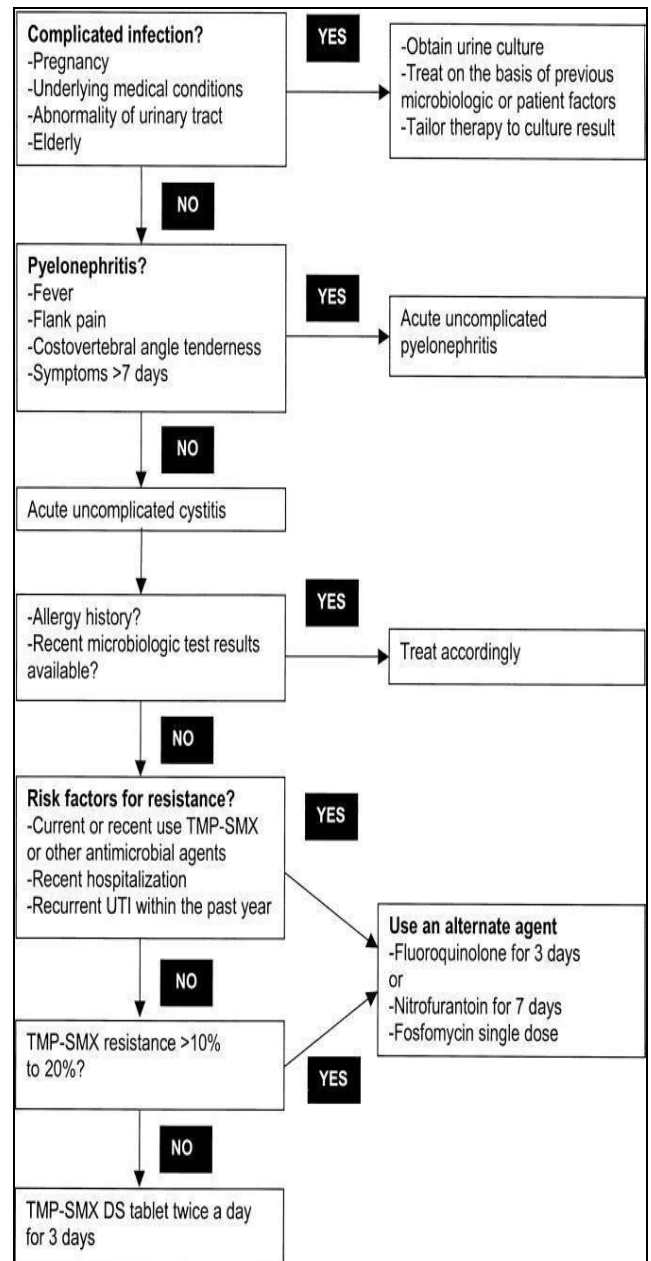 Complicated infection?
-Pregnancy
-Underlying medical conditions
-Abnormality of urinary tract
-Elderly
YES
-Obtain urine culture
-Treat on the basis of previous
microbiologic or patient factors
-Tailor therapy to culture result
NO
Pyelonephritis?
-Fever
-Flank pain
-Costovertebral angle tenderness
-Symptoms >7 days
YES
Acute uncomplicated
pyelonephritis
NO
Acute uncomplicated cystitis
-Allergy history?
-Recent microbiologic test results
available?
YES
Treat accordingly
NO
Risk factors for resistance?
-Current or recent use TMP-SMX
or other antimicrobial agents
-Recent hospitalization
-Recurrent UTI within the past year
YES
Use an alternate agent
-Fluoroquinolone for 3 days
or
-Nitrofurantoin for 7 days
-Fosfomycin single dose
NO
TMP-SMX resistance >10%
to 20%?
YES
NO
TMP-SMX DS tablet twice a day
for 3 days